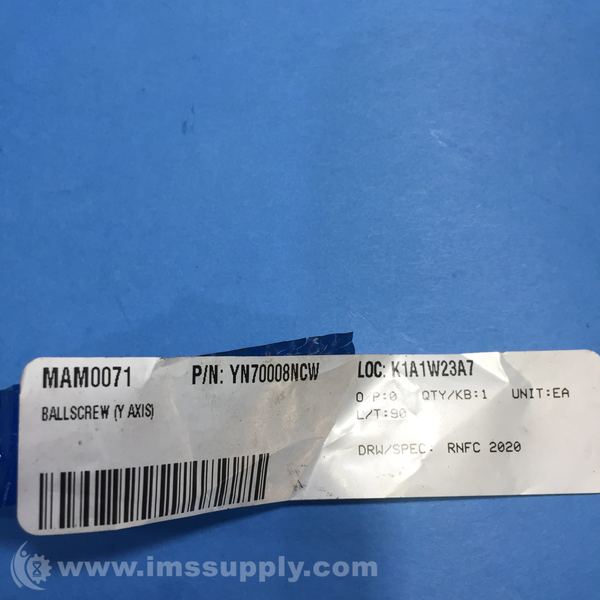 MAM0071 P/N: YN70008NCW LOC: K1A1W23A7
O P:0 QTY/KB:1 UNIT:EA
BALLSCREW (Y AXIS) L/T:90
DRW/SPEC. RNFC 2020
www.imssupply.com